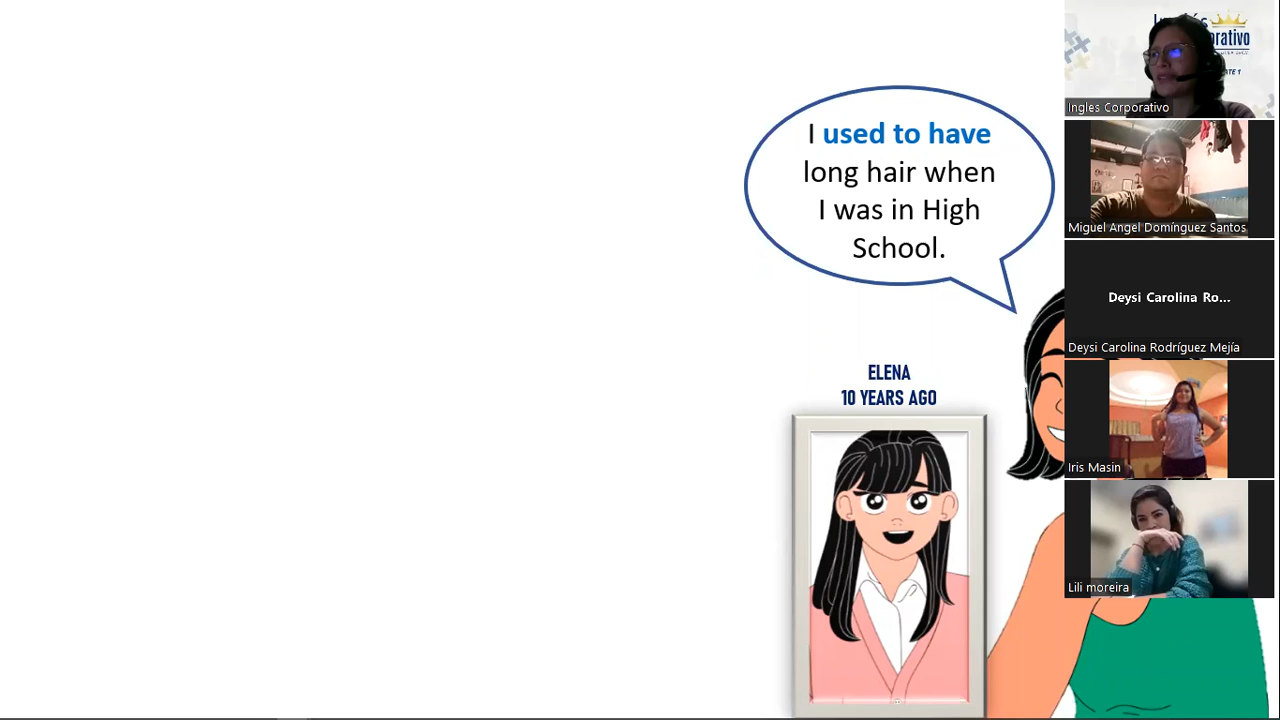 I used to have
long hair when
I was in High
School.
ELENA
10 YEARS AGO
Ingles Corporativo
Miguel Angel Domínguez Santos
Deysi Carolina Ro...
Deysi Carolina Rodríguez Mejía
Iris Masin
Lili moreira